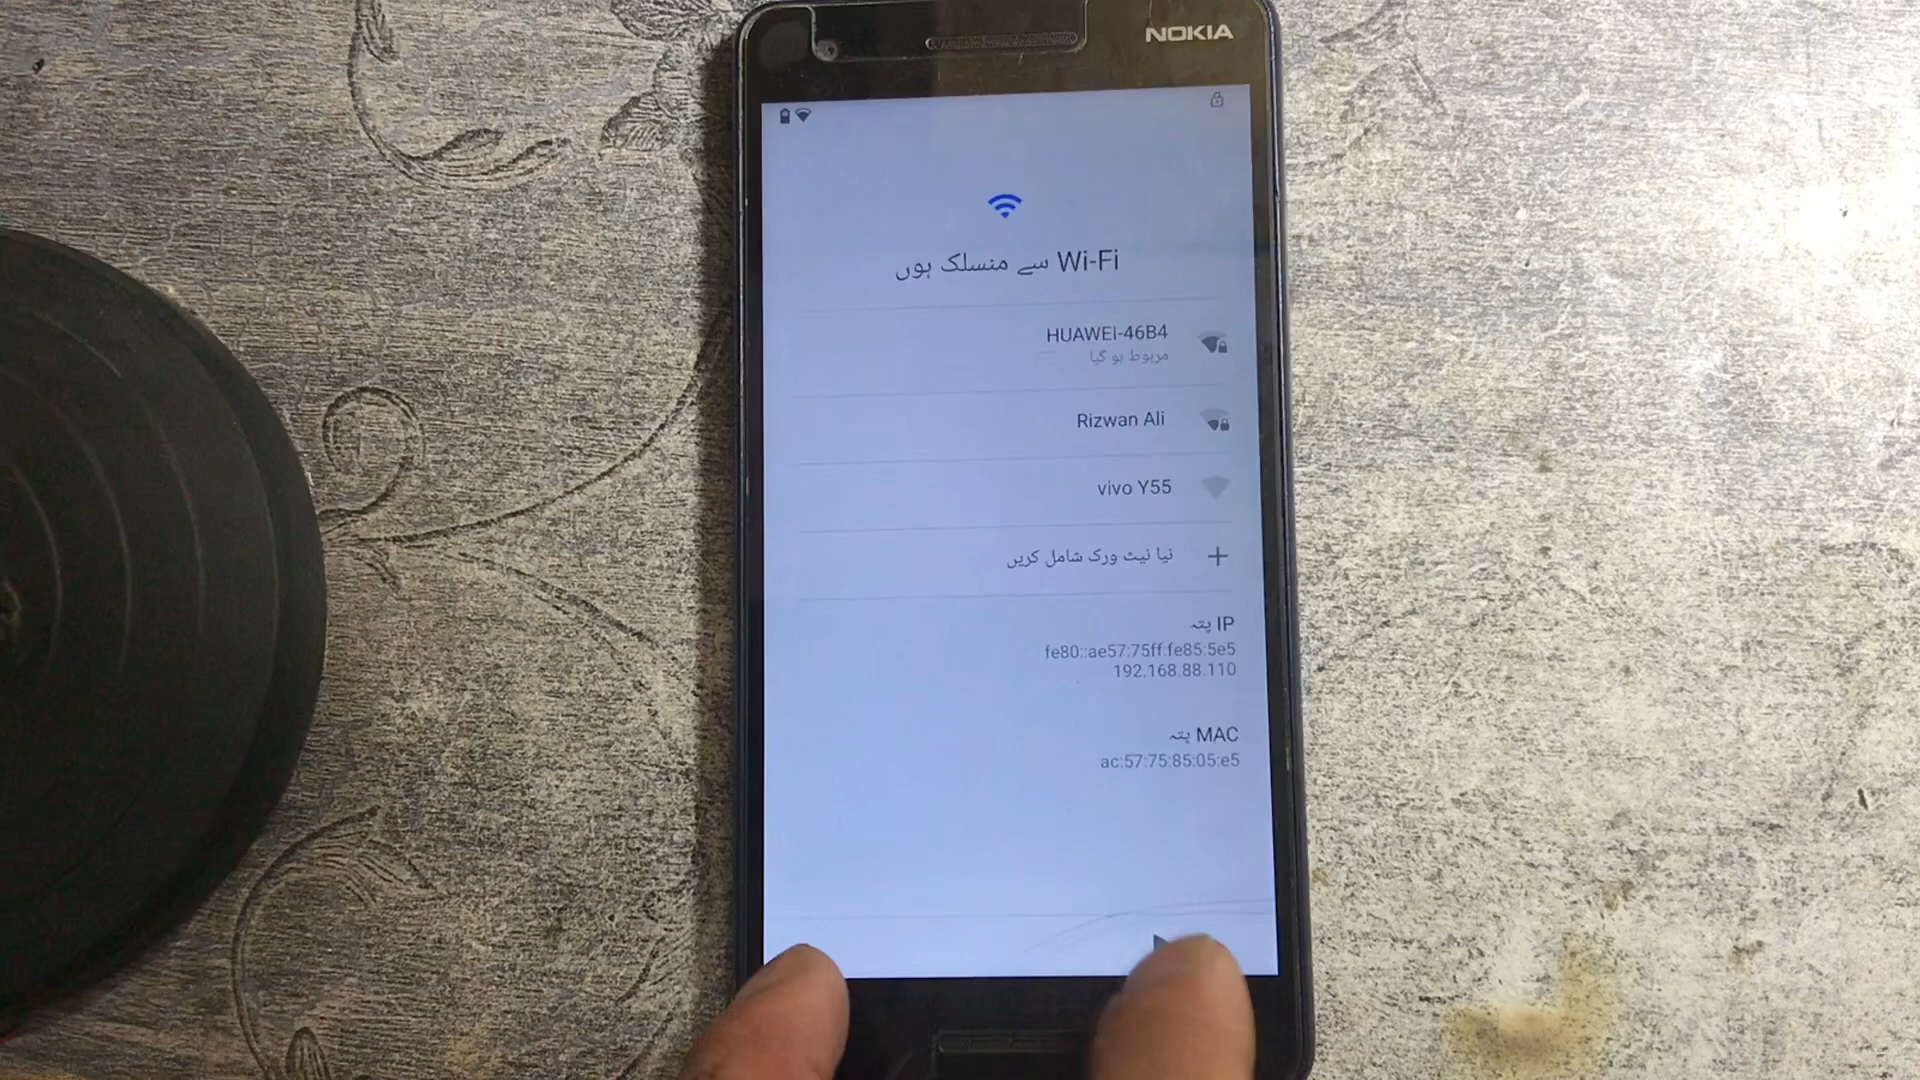 NOKIA
Wi-Fi سے منسلک ہوں
HUAWEI-46B4
مربوط ہو گیا
Rizwan Ali
vivo Y55
نیا نیٹ ورک شامل کریں
IP پتہ
fe80::ae57:75ff:fe85:5e5
192.168.88.110
MAC پتہ
ac:57:75:85:05:e5